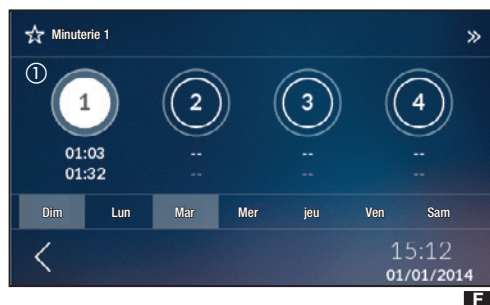 Minuterie 1 »
①
1 2 3 4
01:03 -- -- --
01:32 -- -- --
Dim Lun Mar Mer jeu Ven Sam
15:12
01/01/2014
F